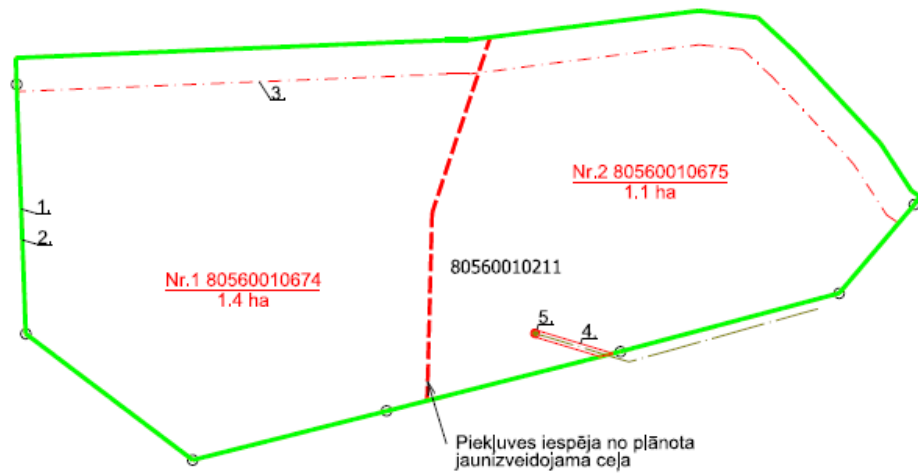 3.
Nr.2 80560010675
1.1 ha
1.
2.
80560010211
Nr.1 80560010674
1.4 ha
5.
4.
Piekļuves iespēja no plānota
jaunizveidojama ceļa